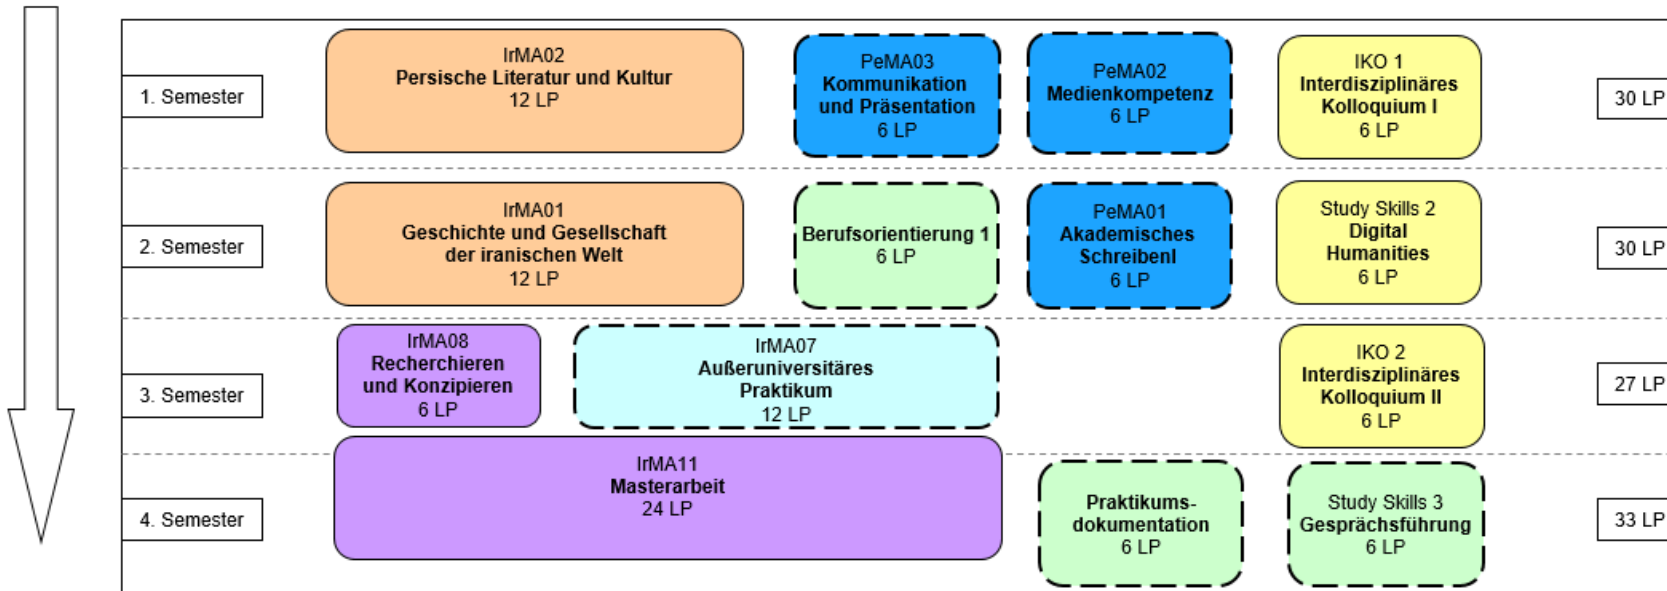 1. Semester
IrMA02
Persische Literatur und Kultur
12 LP
PeMA03
Kommunikation
und Präsentation
6 LP
PeMA02
Medienkompetenz
6 LP
IKO 1
Interdisziplinäres
Kolloquium I
6 LP
30 LP
2. Semester
IrMA01
Geschichte und Gesellschaft
der iranischen Welt
12 LP
Berufsorientierung 1
6 LP
PeMA01
Akademisches
SchreibenI
6 LP
Study Skills 2
Digital
Humanities
6 LP
30 LP
3. Semester
IrMA08
Recherchieren
und Konzipieren
6 LP
IrMA07
Außeruniversitäres
Praktikum
12 LP
IKO 2
Interdisziplinäres
Kolloquium II
6 LP
27 LP
4. Semester
IrMA11
Masterarbeit
24 LP
Praktikums-
dokumentation
6 LP
Study Skills 3
Gesprächsführung
6 LP
33 LP